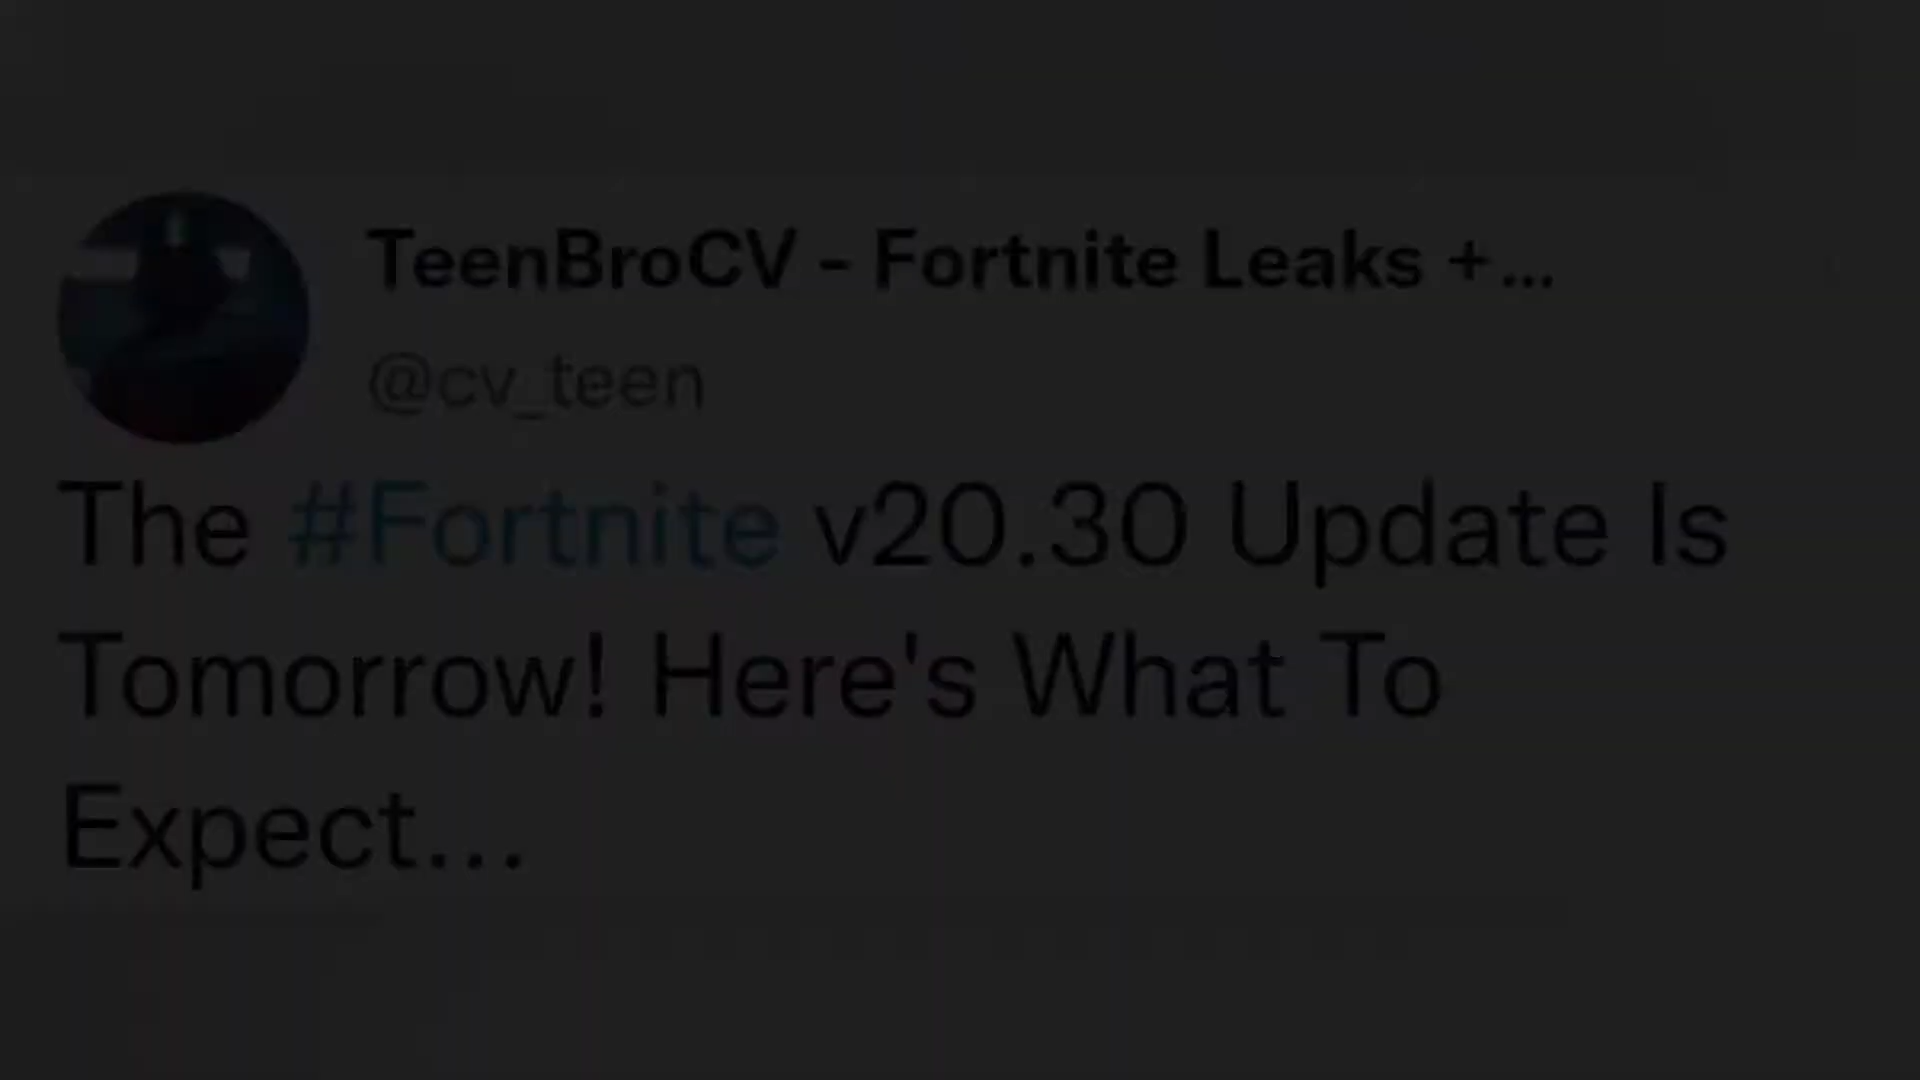 TeenBroCV - Fortnite Leaks +...
@cv_teen
The #Fortnite v20.30 Update Is
Tomorrow! Here's What To
Expect...